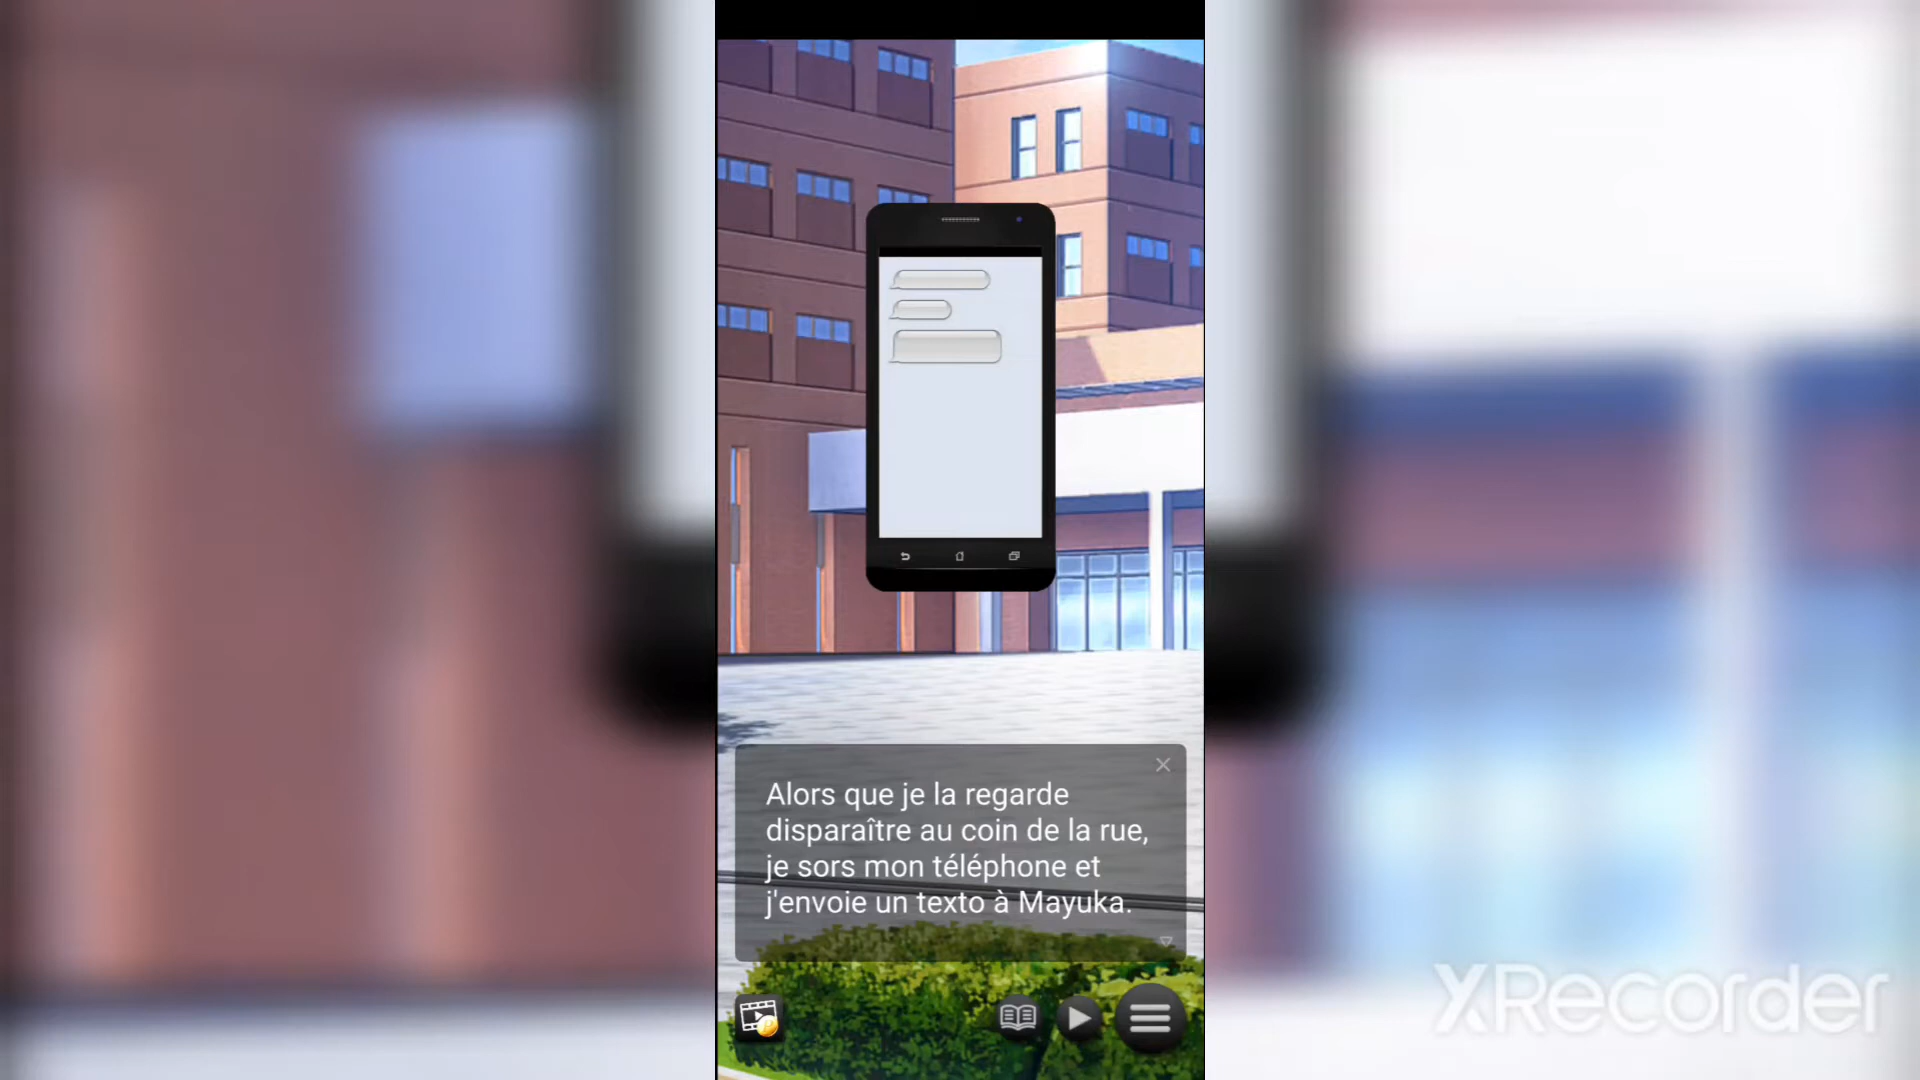 Alors que je la regarde
disparaître au coin de la rue,
je sors mon téléphone et
j'envoie un texto à Mayuka.
XRecorder